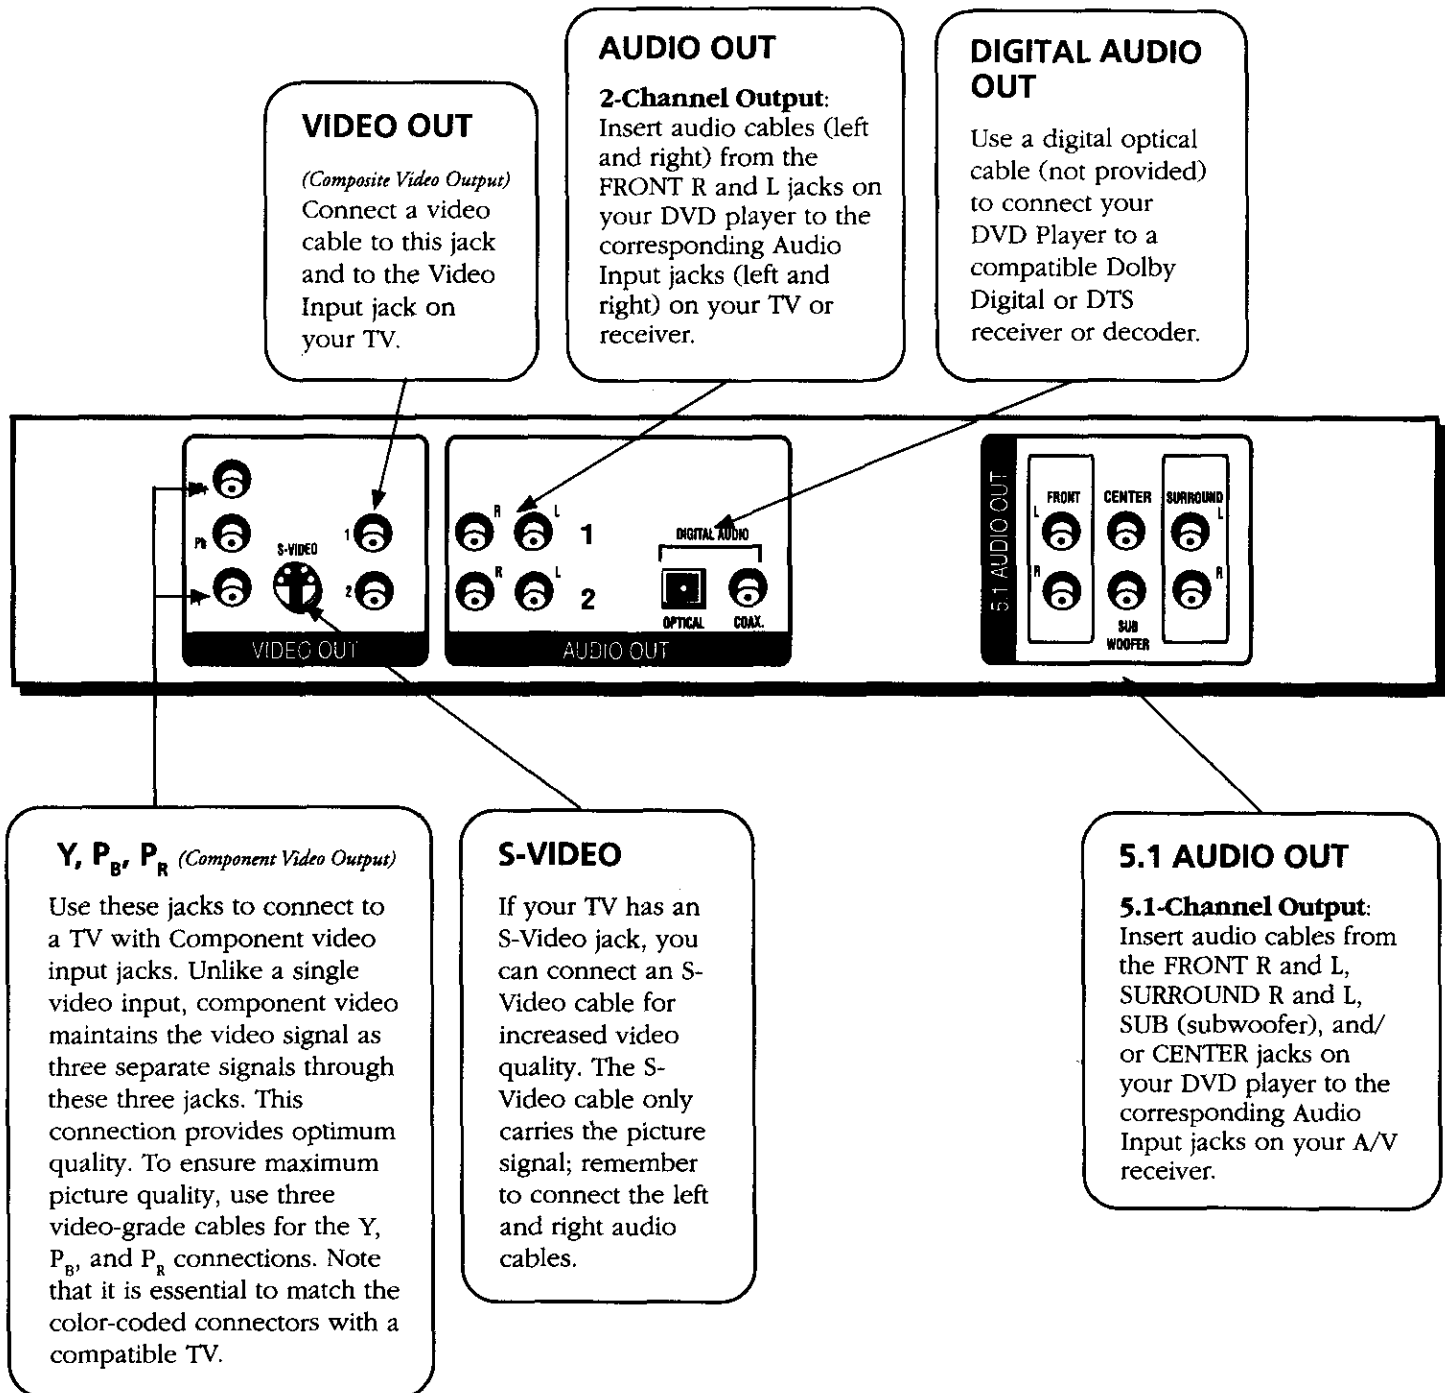 AUDIO OUT
2-Channel Output:
Insert audio cables (left
and right) from the
FRONT R and L jacks on
your DVD player to the
corresponding Audio
Input jacks (left and
right) on your TV or
receiver.
DIGITAL AUDIO
OUT
Use a digital optical
cable (not provided)
to connect your
DVD Player to a
compatible Dolby
Digital or DTS
receiver or decoder.
VIDEO OUT
(Composite Video Output)
Connect a video
cable to this jack
and to the Video
Input jack on
your TV.
S-VIDEO
1
2
VIDEO OUT
R
L
1
R
L
2
DIGITAL AUDIO
OPTICAL
COAX.
AUDIO OUT
5.1 AUDIO OUT
FRONT
CENTER
SURROUND
L
L
R
R
SUB
WOOFER
Y, PB, PR (Component Video Output)
Use these jacks to connect to
a TV with Component video
input jacks. Unlike a single
video input, component video
maintains the video signal as
three separate signals through
these three jacks. This
connection provides optimum
quality. To ensure maximum
picture quality, use three
video-grade cables for the Y,
PB, and PR connections. Note
that it is essential to match the
color-coded connectors with a
compatible TV.
S-VIDEO
If your TV has an
S-Video jack, you
can connect an S-
Video cable for
increased video
quality. The S-
Video cable only
carries the picture
signal; remember
to connect the left
and right audio
cables.
5.1 AUDIO OUT
5.1-Channel Output:
Insert audio cables from
the FRONT R and L,
SURROUND R and L,
SUB (subwoofer), and/
or CENTER jacks on
your DVD player to the
corresponding Audio
Input jacks on your A/V
receiver.